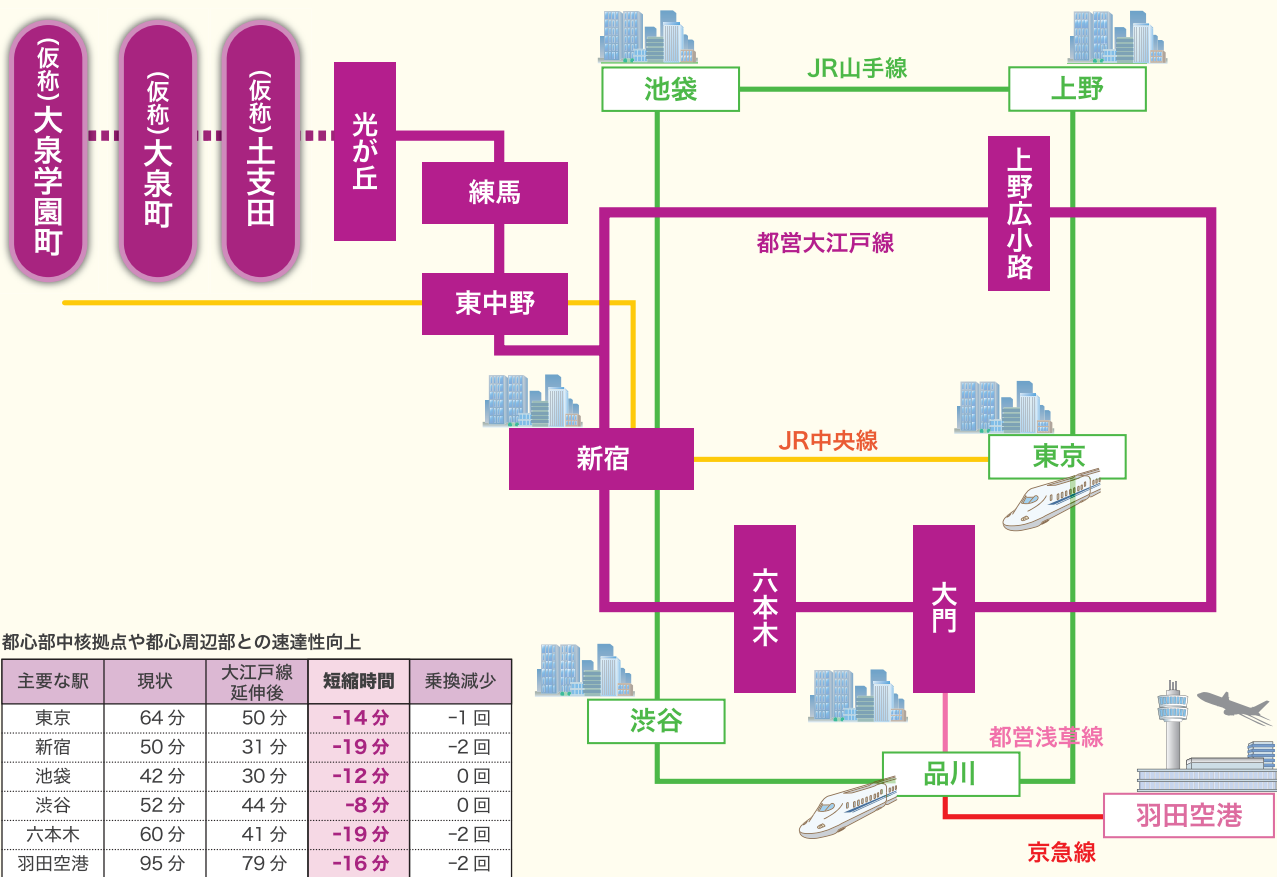 (仮称)大泉学園町
(仮称)大泉町
(仮称)土支田
光が丘
練馬
東中野
池袋
JR山手線
上野
上野広小路
都営大江戸線
新宿
JR中央線
東京
六本木
大門
渋谷
都営浅草線
品川
羽田空港
京急線
都心部中核拠点や都心周辺部との速達性向上
主要な駅 現状 大江戸線延伸後 短縮時間 乗換減少
東京 64分 50分 -14分 -1回
新宿 50分 31分 -19分 -2回
池袋 42分 30分 -12分 0回
渋谷 52分 44分 -8分 0回
六本木 60分 41分 -19分 -2回
羽田空港 95分 79分 -16分 -2回